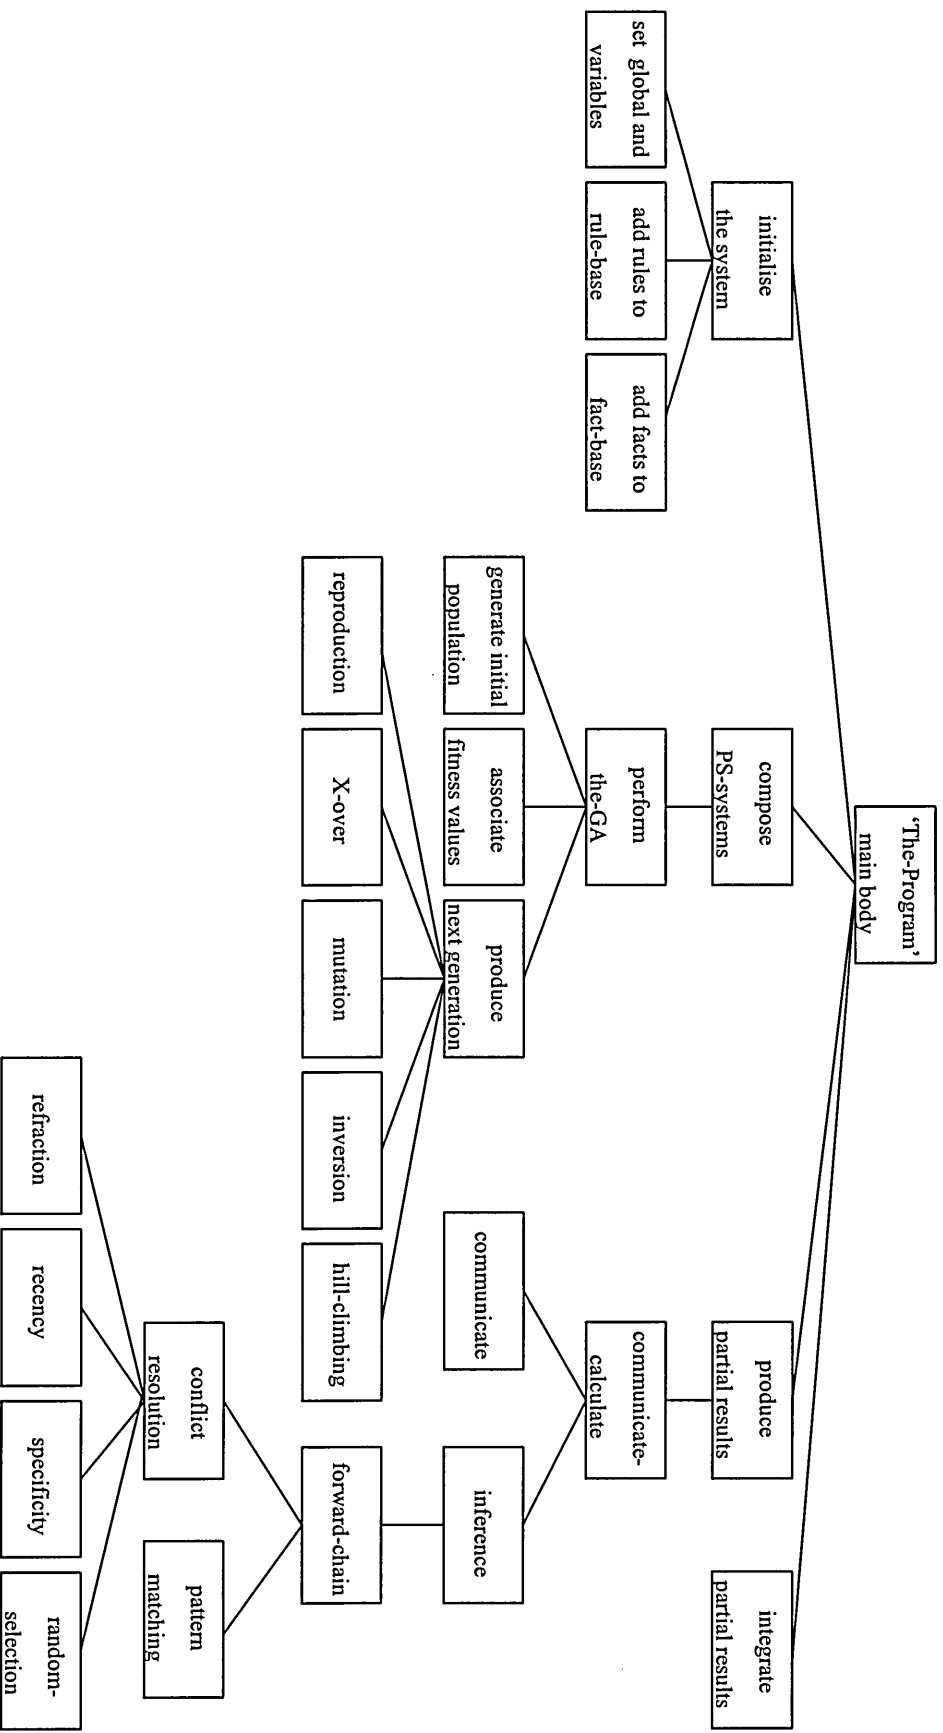 'The-Program'
main body
initialise
the system
compose
PS-systems
produce
partial results
integrate
partial results
set global and
variables
add rules to
rule-base
add facts to
fact-base
perform
the-GA
communicate-
calculate
generate initial
population
associate
fitness values
produce
next generation
communicate
inference
reproduction
X-over
mutation
inversion
hill-climbing
forward-chain
conflict
resolution
pattern
matching
refraction
recency
specificity
random-
selection